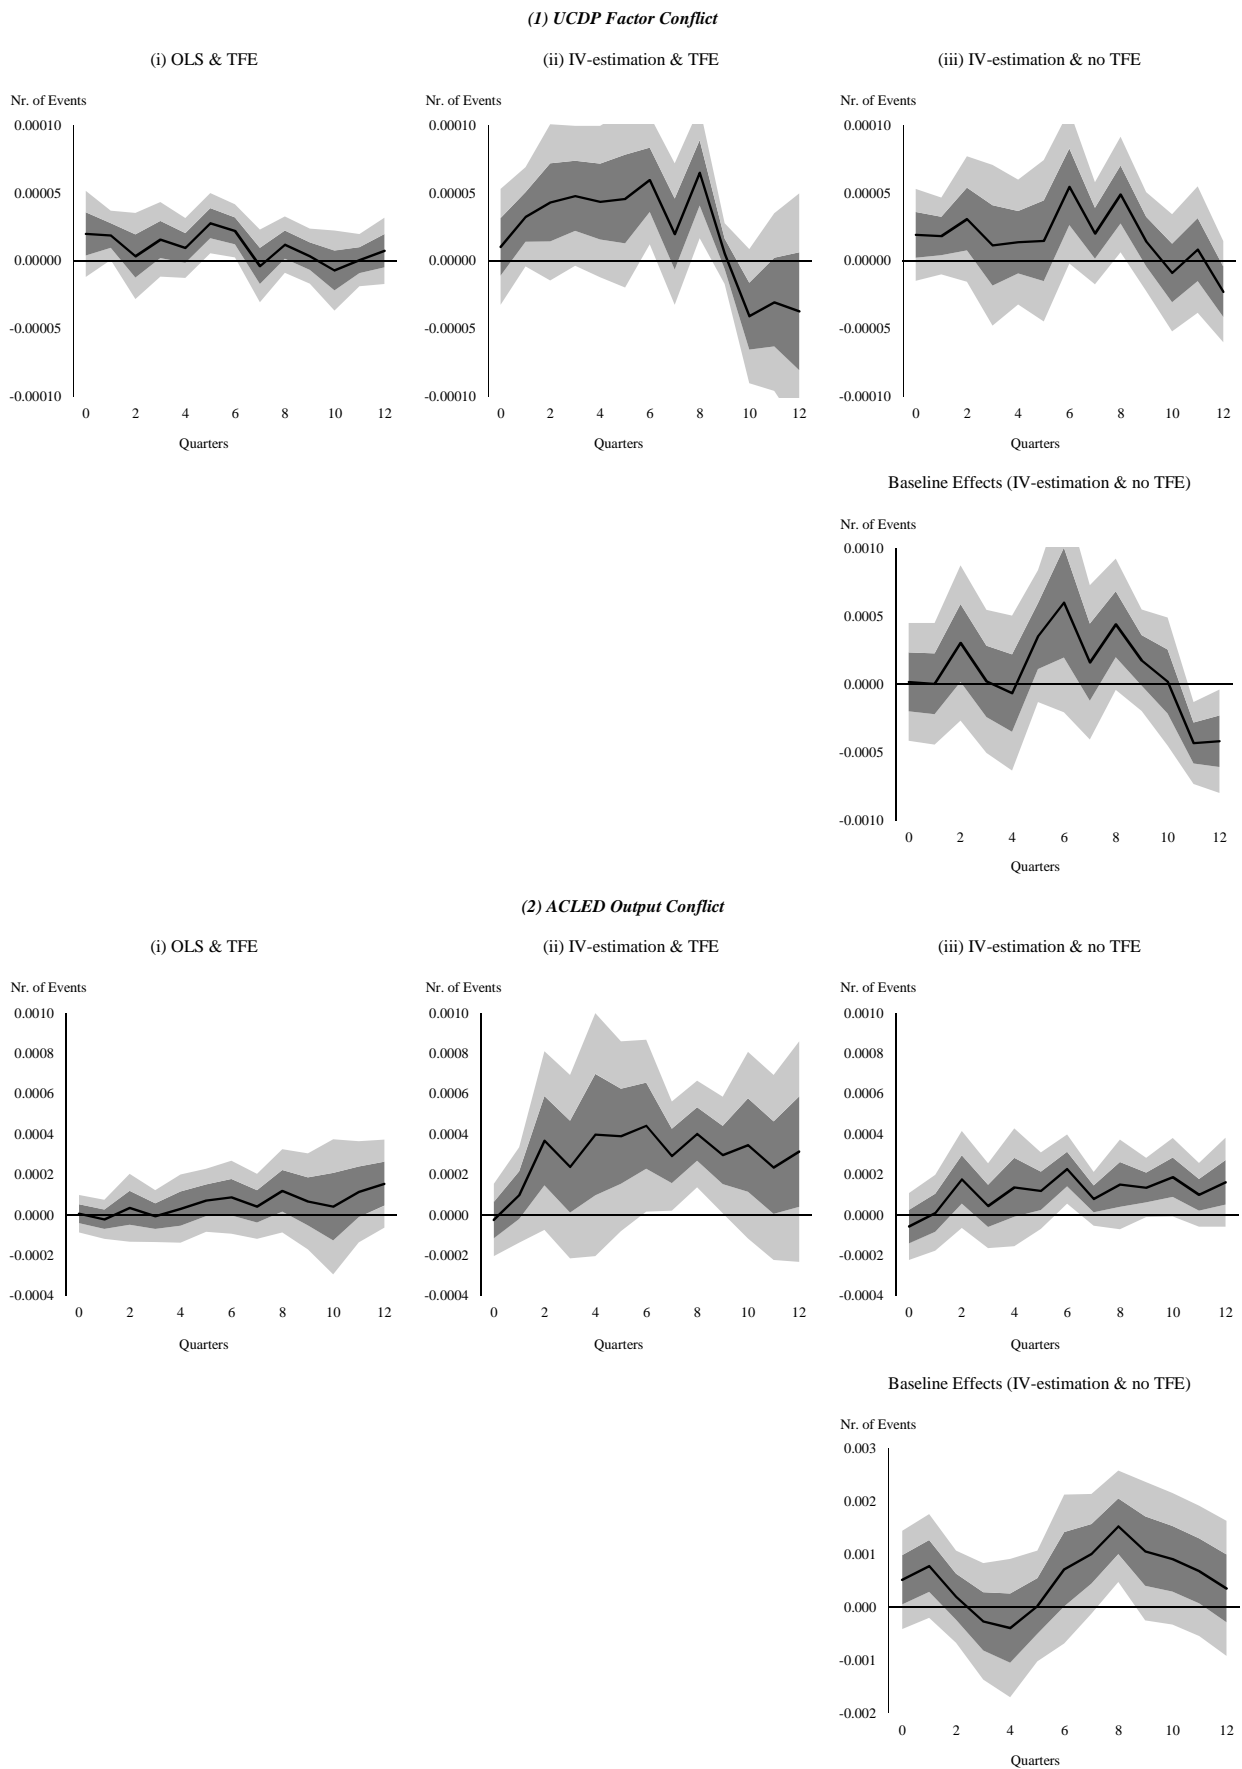 (1) UCDP Factor Conflict
(i) OLS & TFE
(ii) IV-estimation & TFE
(iii) IV-estimation & no TFE
Nr. of Events
0.00010
0.00005
0.00000
-0.00005
-0.00010
0 2 4 6 8 10 12
Quarters
Nr. of Events
0.00010
0.00005
0.00000
-0.00005
-0.00010
0 2 4 6 8 10 12
Quarters
Nr. of Events
0.00010
0.00005
0.00000
-0.00005
-0.00010
0 2 4 6 8 10 12
Quarters
Baseline Effects (IV-estimation & no TFE)
Nr. of Events
0.0010
0.0005
0.0000
-0.0005
-0.0010
0 2 4 6 8 10 12
Quarters
(2) ACLED Output Conflict
(i) OLS & TFE
(ii) IV-estimation & TFE
(iii) IV-estimation & no TFE
Nr. of Events
0.0010
0.0008
0.0006
0.0004
0.0002
0.0000
-0.0002
-0.0004
0 2 4 6 8 10 12
Quarters
Nr. of Events
0.0010
0.0008
0.0006
0.0004
0.0002
0.0000
-0.0002
-0.0004
0 2 4 6 8 10 12
Quarters
Nr. of Events
0.0010
0.0008
0.0006
0.0004
0.0002
0.0000
-0.0002
-0.0004
0 2 4 6 8 10 12
Quarters
Baseline Effects (IV-estimation & no TFE)
Nr. of Events
0.003
0.002
0.001
0.000
-0.001
-0.002
0 2 4 6 8 10 12
Quarters